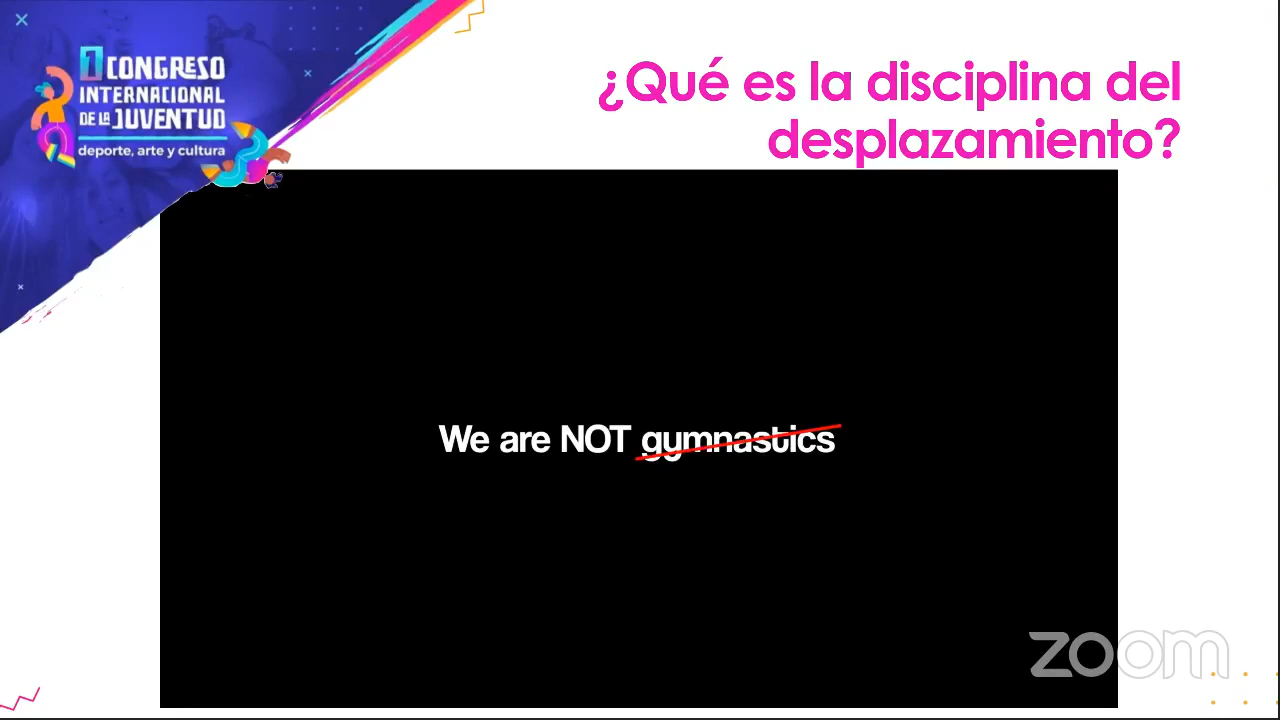 1 CONGRESO
INTERNACIONAL
DE LA JUVENTUD
deporte, arte y cultura
¿Qué es la disciplina del
desplazamiento?
We are NOT gymnastics
zoom